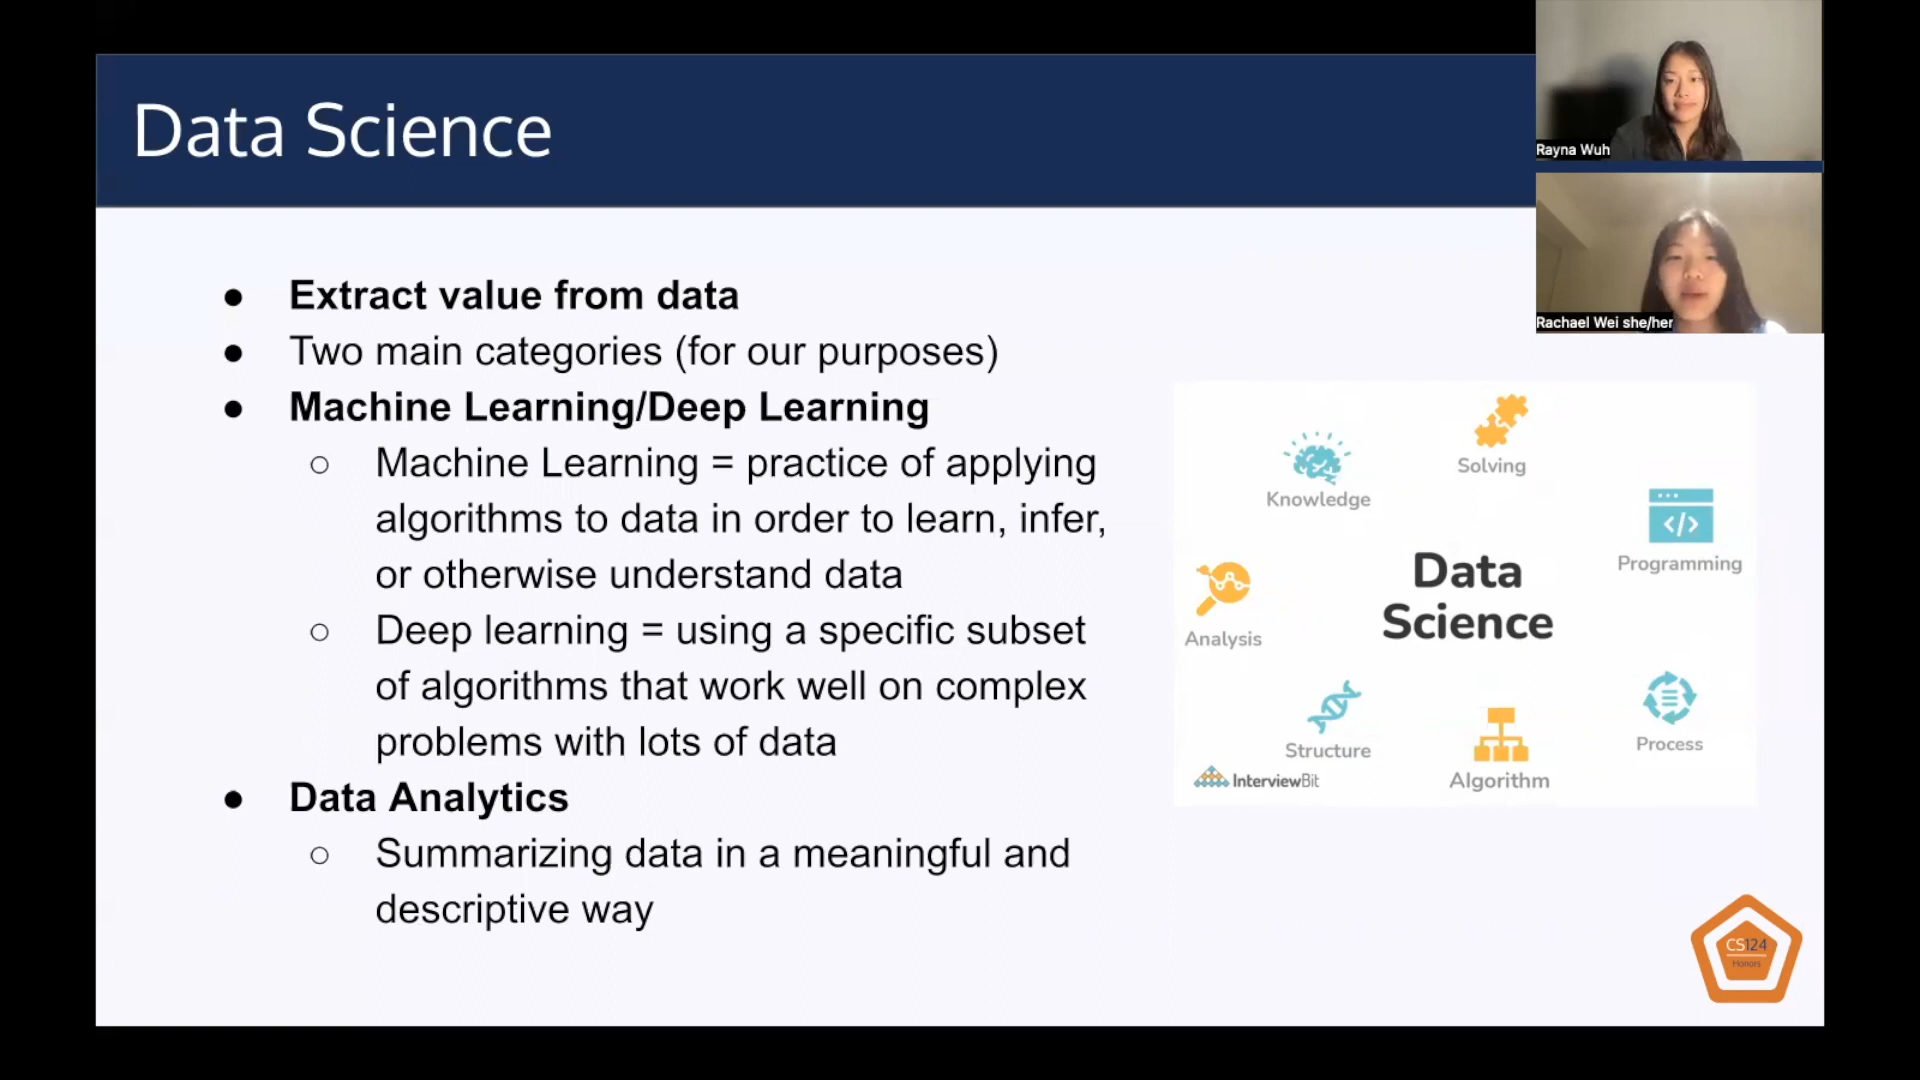 Data Science
Rayna Wuh
Rachael Wei she/her
● Extract value from data
● Two main categories (for our purposes)
● Machine Learning/Deep Learning
○ Machine Learning = practice of applying
algorithms to data in order to learn, infer,
or otherwise understand data
○ Deep learning = using a specific subset
of algorithms that work well on complex
problems with lots of data
● Data Analytics
○ Summarizing data in a meaningful and
descriptive way
Solving
Knowledge
</>
Programming
Data
Science
Analysis
Structure
Process
Algorithm
InterviewBit
CS124
Honors